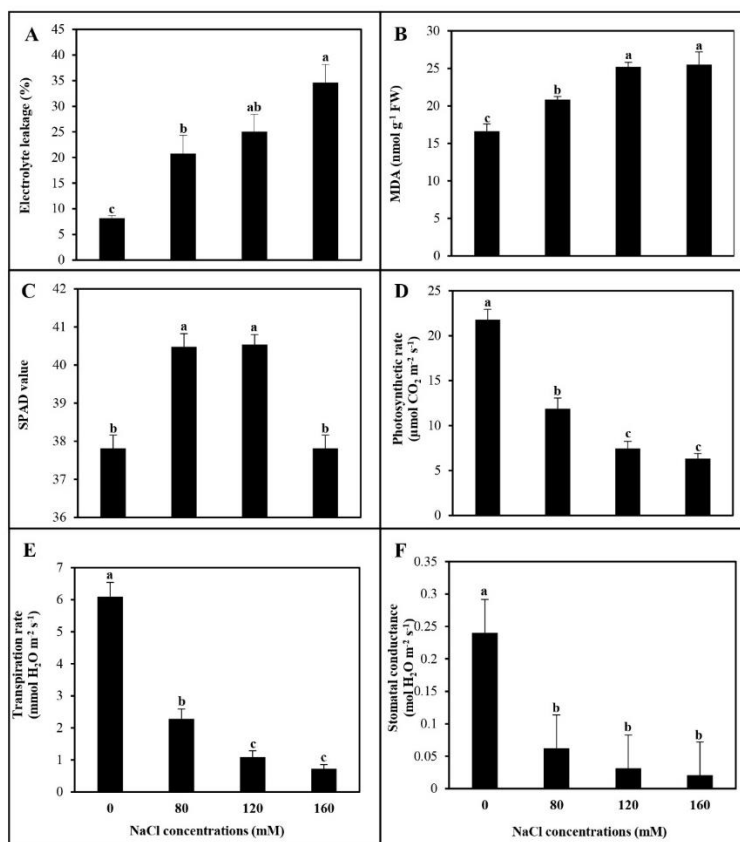 A
Electrolyte leakage (%)
45
40
35
30
25
20
15
10
5
0
c
b
ab
a
B
MDA (nmol g⁻¹ FW)
30
25
20
15
10
5
0
c
b
a
a
C
SPAD value
42
41
40
39
38
37
36
b
a
a
b
D
Photosynthetic rate
(µmol CO₂ m⁻² s⁻¹)
25
20
15
10
5
0
a
b
c
c
E
Transpiration rate
(mmol H₂O m⁻² s⁻¹)
7
6
5
4
3
2
1
0
a
b
c
c
0 80 120 160
NaCl concentrations (mM)
F
Stomatal conductance
(mol H₂O m⁻² s⁻¹)
0.35
0.3
0.25
0.2
0.15
0.1
0.05
0
a
b
b
b
0 80 120 160
NaCl concentrations (mM)